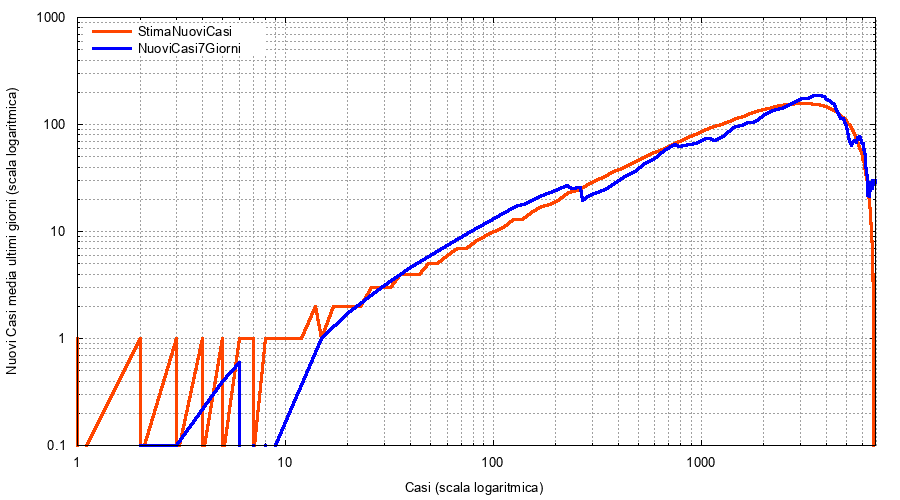 StimaNuoviCasi
NuoviCasi7Giorni
Nuovi Casi media ultimi giorni (scala logaritmica)
1000
100
10
1
0.1
1 10 100 1000
Casi (scala logaritmica)